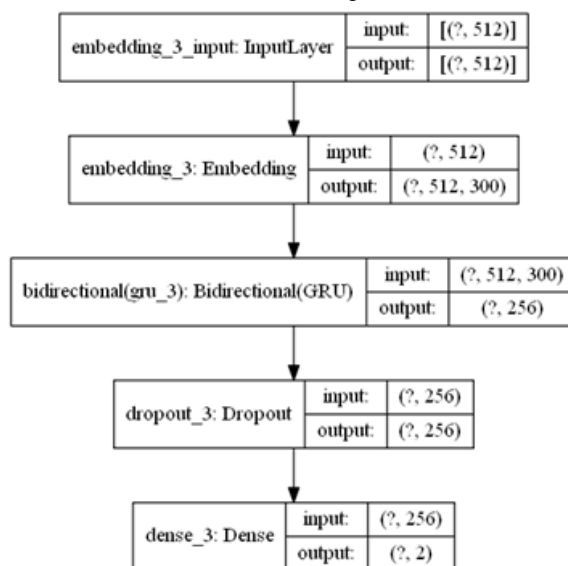 embedding_3_input: InputLayer input: [(?, 512)]
output: [(?, 512)]
embedding_3: Embedding input: (?, 512)
output: (?, 512, 300)
bidirectional(gru_3): Bidirectional(GRU) input: (?, 512, 300)
output: (?, 256)
dropout_3: Dropout input: (?, 256)
output: (?, 256)
dense_3: Dense input: (?, 256)
output: (?, 2)